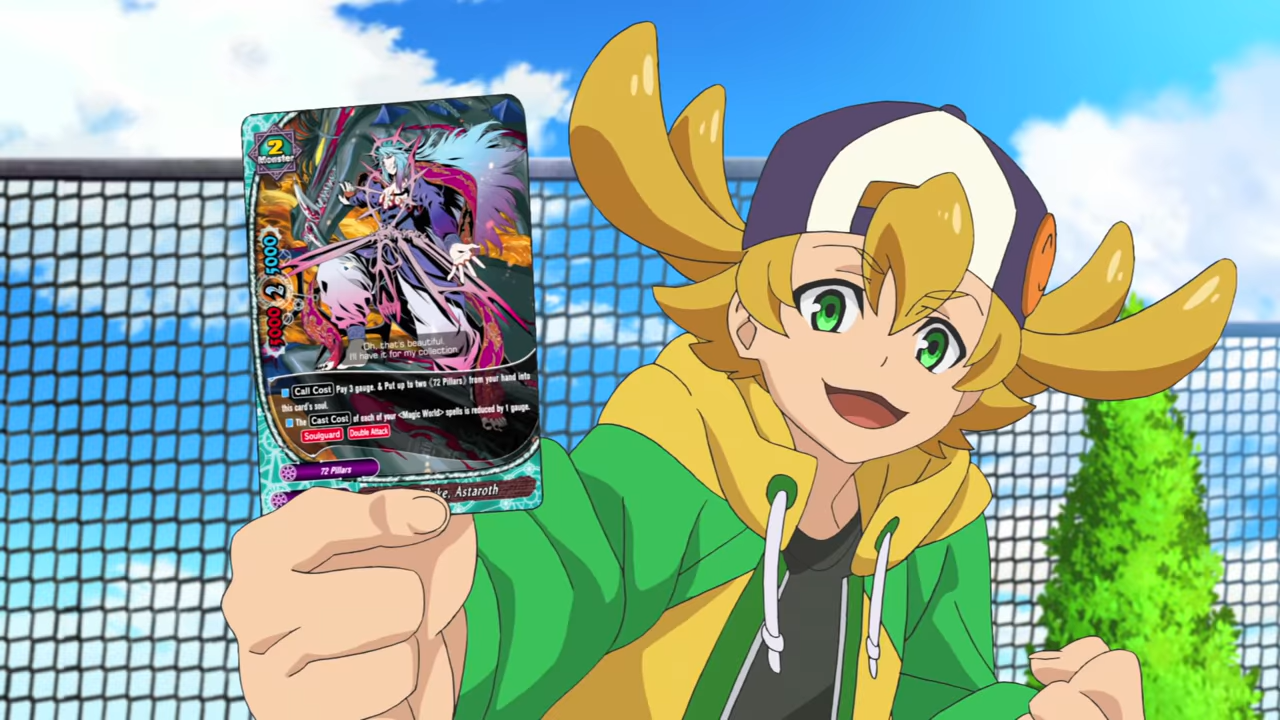 2
Monster
5000
2
5000
Oh, that's beautiful.
I'll have it for my collection.
Call Cost Pay 3 gauge. & Put up to two 《72 Pillars》 from your hand into
this card's soul.
The Cast Cost of each of your <Magic World> spells is reduced by 1 gauge.
Soulguard Double Attack
72 Pillars
Astaroth